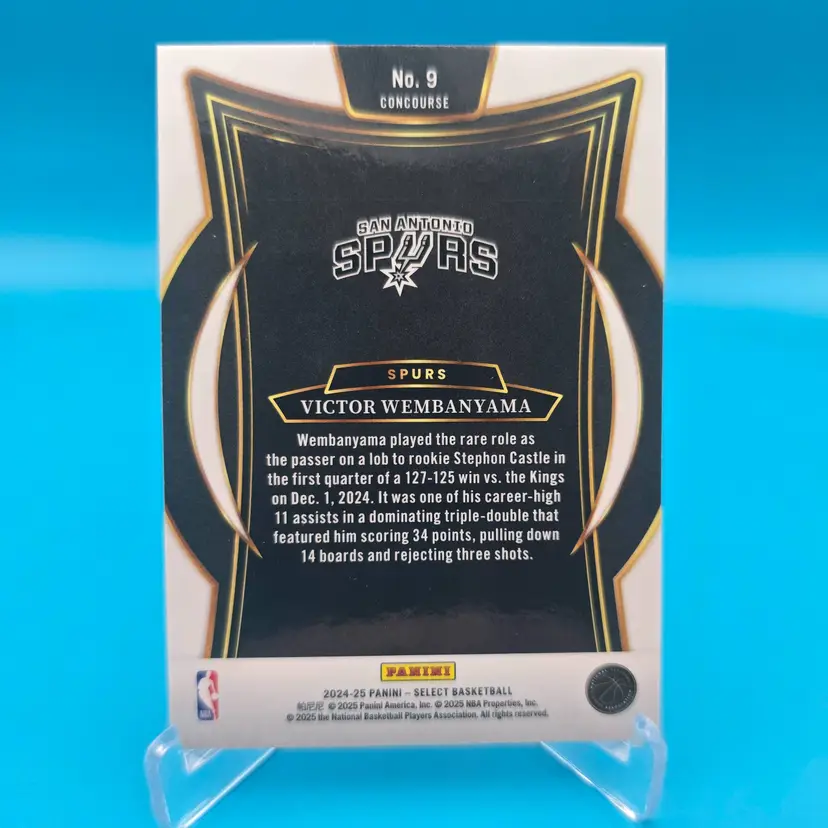 No. 9
CONCOURSE
SAN ANTONIO
SPURS
SPURS
VICTOR WEMBANYAMA
Wembanyama played the rare role as
the passer on a lob to rookie Stephon Castle in
the first quarter of a 127-125 win vs. the Kings
on Dec. 1, 2024. It was one of his career-high
11 assists in a dominating triple-double that
featured him scoring 34 points, pulling down
14 boards and rejecting three shots.
PANINI
2024-25 PANINI – SELECT BASKETBALL
帕尼尼 © 2025 Panini America, Inc. © 2025 NBA Properties, Inc.
© 2025 the National Basketball Players Association. All rights reserved.
NBA